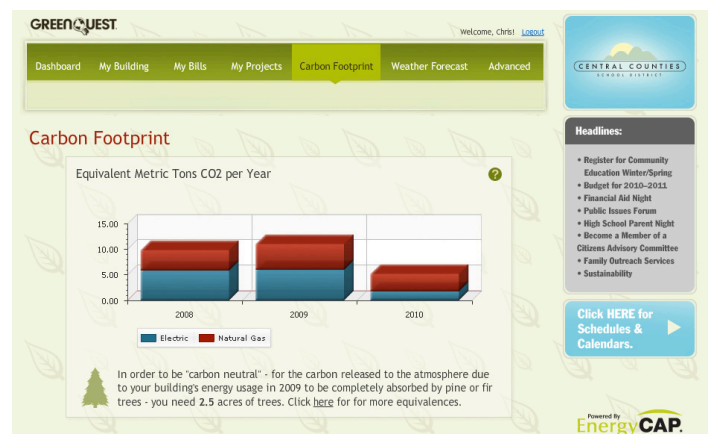 GREENQUEST
Welcome, Chris! Logout
Dashboard My Building My Bills My Projects Carbon Footprint Weather Forecast Advanced
Carbon Footprint
Equivalent Metric Tons CO2 per Year
?
15.00
10.00
5.00
0.00
2008 2009 2010
Electric Natural Gas
In order to be "carbon neutral" - for the carbon released to the atmosphere due
to your building's energy usage in 2009 to be completely absorbed by pine or fir
trees - you need 2.5 acres of trees. Click here for for more equivalences.
CENTRAL COUNTIES
SCHOOL DISTRICT
Headlines:
• Register for Community
Education Winter/Spring
• Budget for 2010–2011
• Financial Aid Night
• Public Issues Forum
• High School Parent Night
• Become a Member of a
Citizens Advisory Committee
• Family Outreach Services
• Sustainability
Click HERE for
Schedules &
Calendars.
Powered By
EnergyCAP.